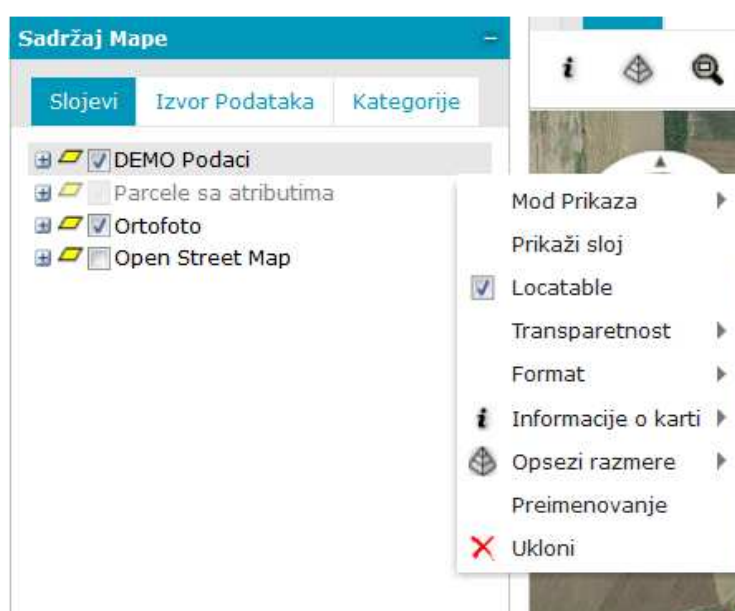 Sadržaj Mape
Slojevi Izvor Podataka Kategorije
DEMO Podaci
Parcele sa atributima
Ortofoto
Open Street Map
Mod Prikaza
Prikaži sloj
Locatable
Transparetnost
Format
Informacije o karti
Opsezi razmere
Preimenovanje
Ukloni